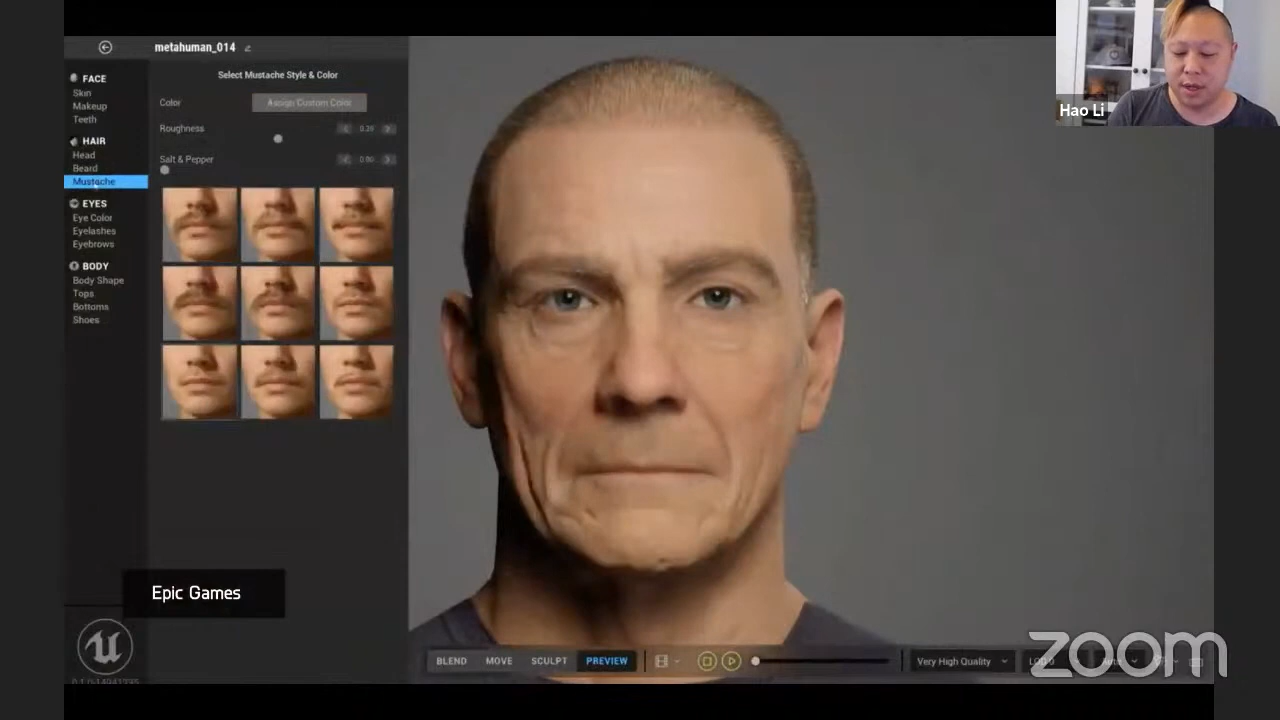 metahuman_014
Hao Li
FACE
Skin
Makeup
Teeth
HAIR
Head
Beard
Mustache
EYES
Eye Color
Eyelashes
Eyebrows
BODY
Body Shape
Tops
Bottoms
Shoes
Select Mustache Style & Color
Color
Assign Custom Color
Roughness
Salt & Pepper
Epic Games
BLEND
MOVE
SCULPT
PREVIEW
Very High Quality
zoom